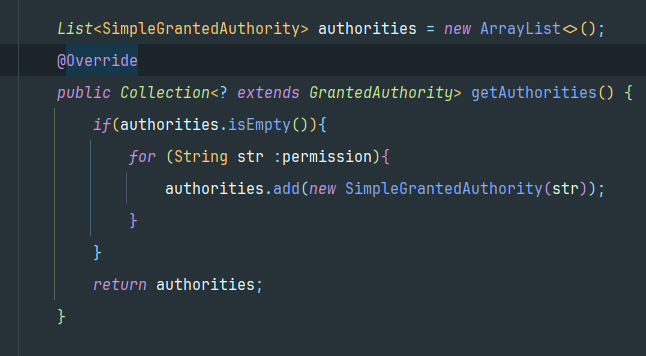 List<SimpleGrantedAuthority> authorities = new ArrayList<>();
@Override
public Collection<? extends GrantedAuthority> getAuthorities() {
if(authorities.isEmpty()){
for (String str :permission){
authorities.add(new SimpleGrantedAuthority(str));
}
}
return authorities;
}